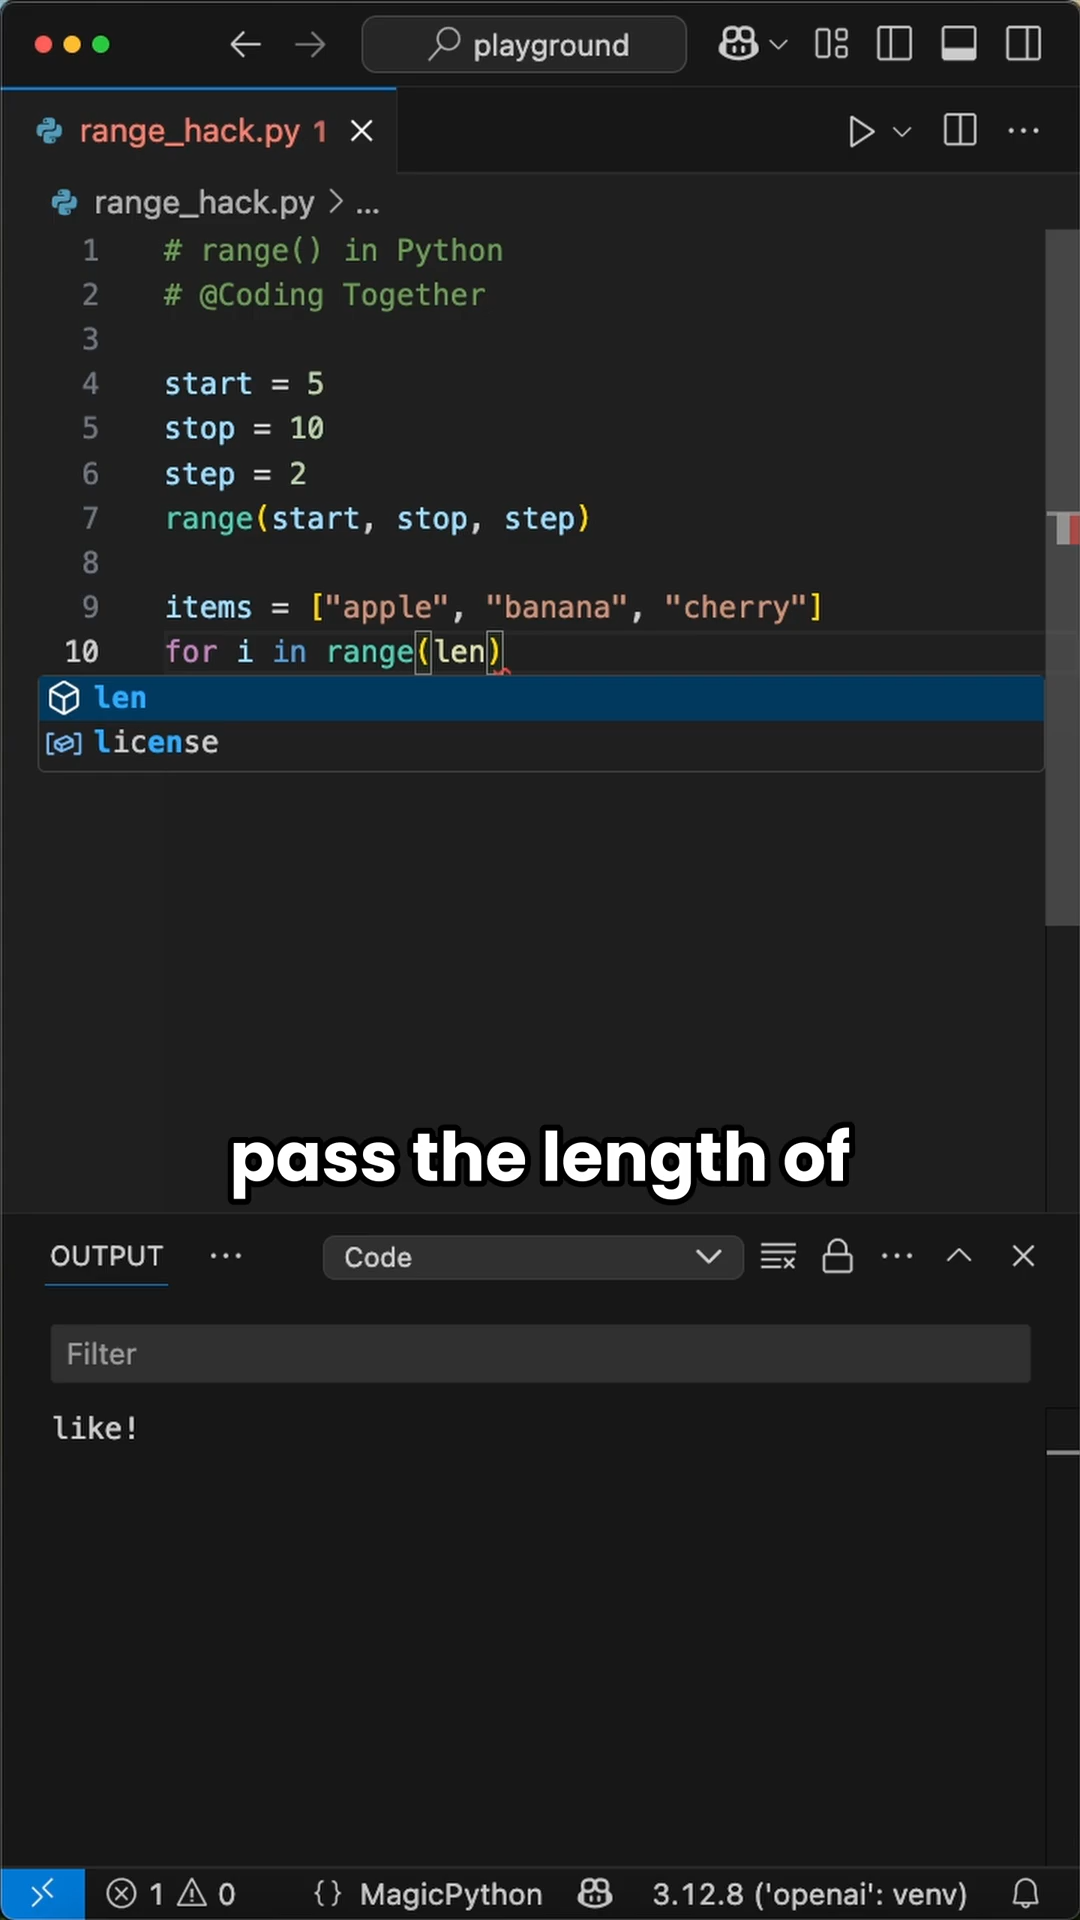 playground
range_hack.py 1
range_hack.py > ...
1 # range() in Python
2 # @Coding Together
3
4 start = 5
5 stop = 10
6 step = 2
7 range(start, stop, step)
8
9 items = ["apple", "banana", "cherry"]
10 for i in range(len)
len
license
pass the length of
OUTPUT ... Code
Filter
like!
1 0 {} MagicPython 3.12.8 ('openai': venv)